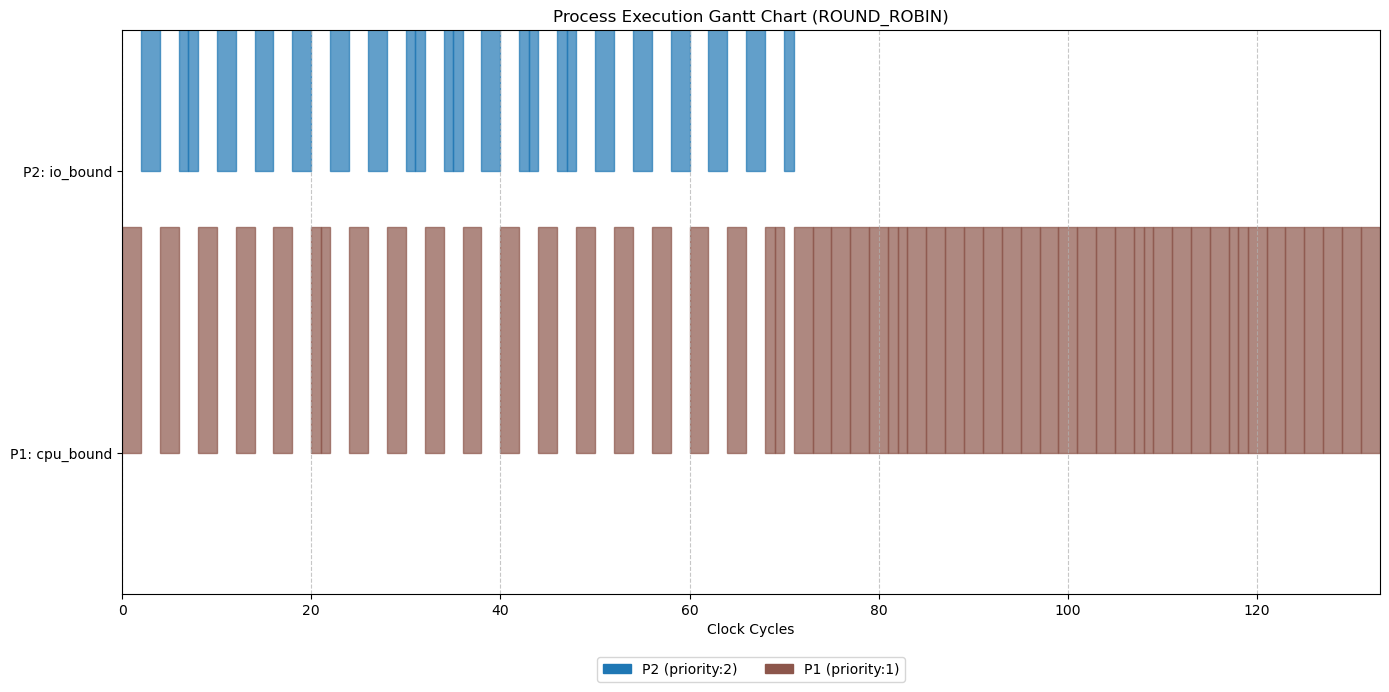 Process Execution Gantt Chart (ROUND_ROBIN)
P2: io_bound
P1: cpu_bound
0 20 40 60 80 100 120
Clock Cycles
P2 (priority:2) P1 (priority:1)